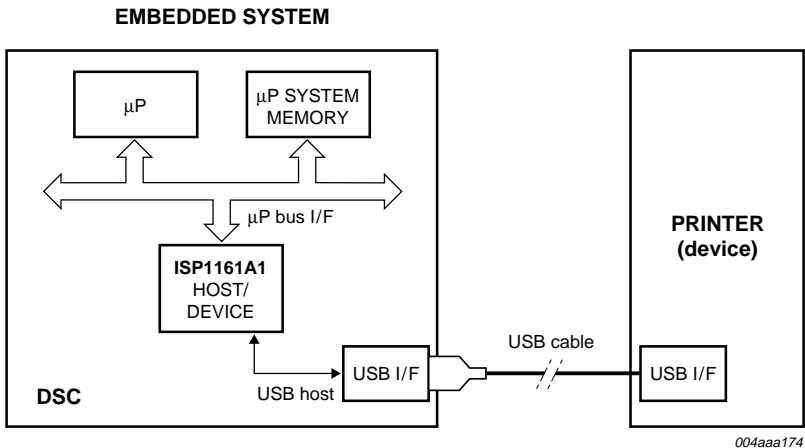 EMBEDDED SYSTEM
μP
μP SYSTEM
MEMORY
μP bus I/F
ISP1161A1
HOST/
DEVICE
PRINTER
(device)
USB cable
USB I/F
USB I/F
USB host
DSC
004aaa174